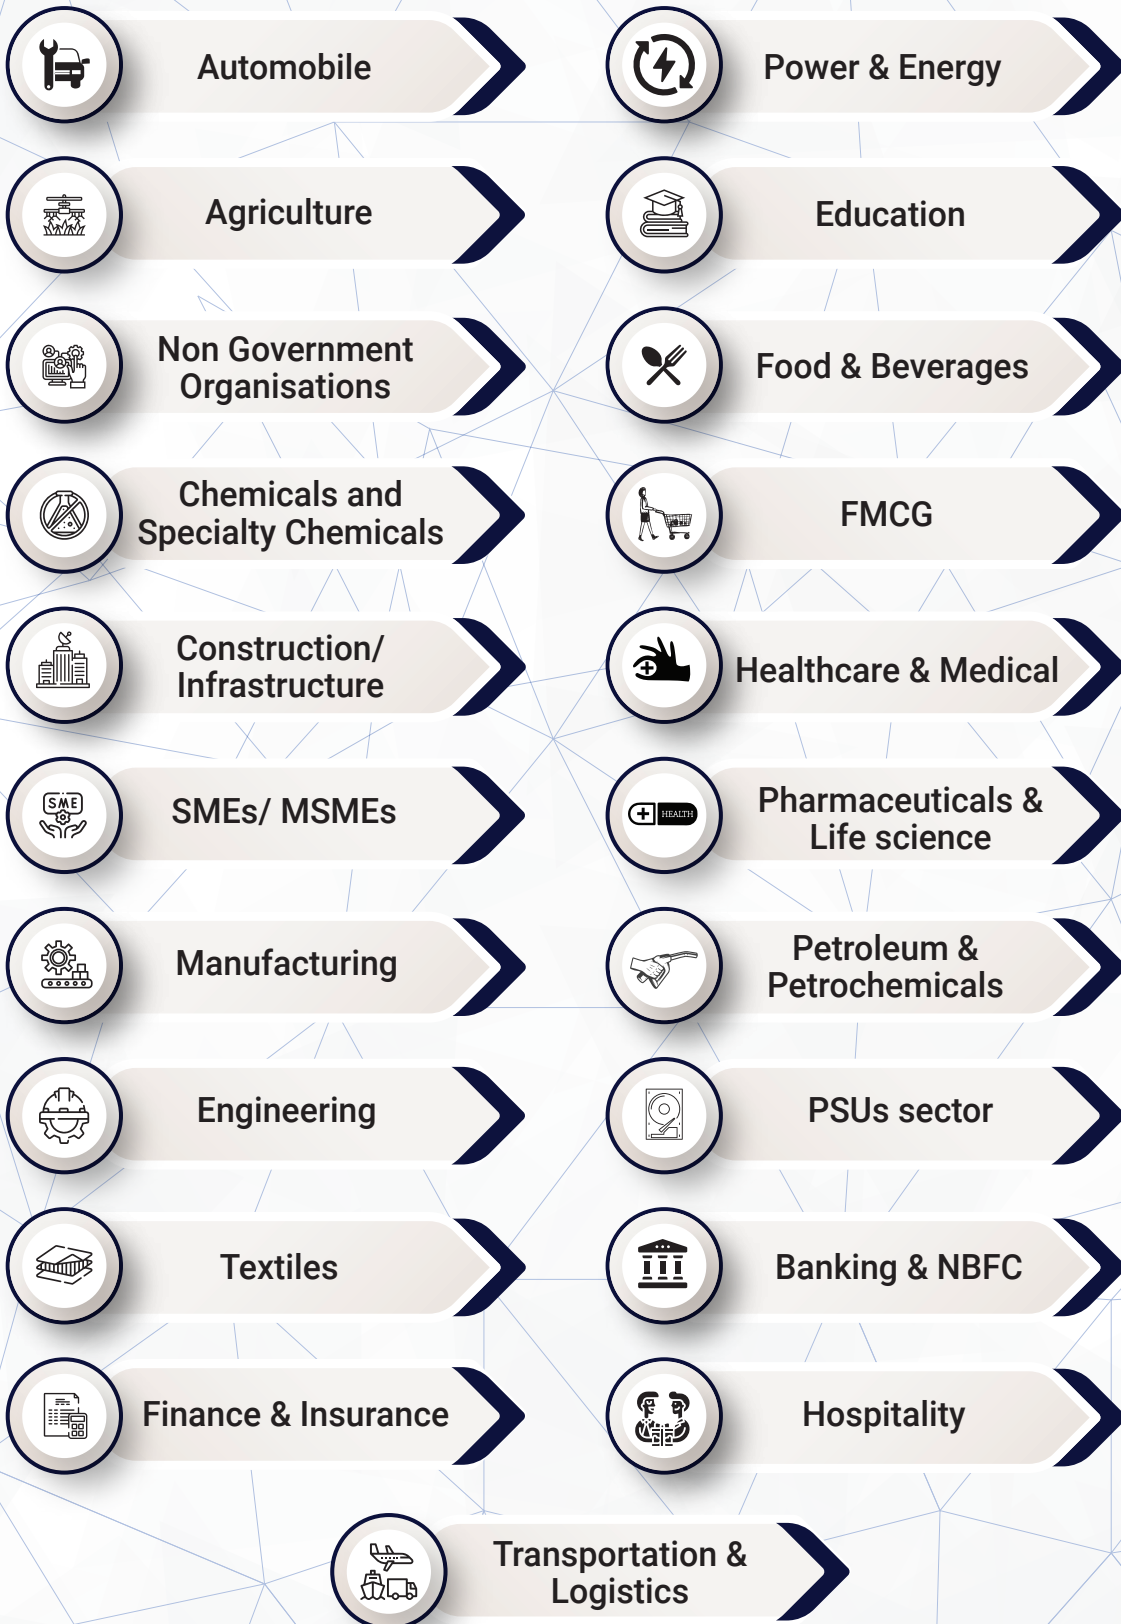 Automobile
Power & Energy
Agriculture
Education
Non Government
Organisations
Food & Beverages
Chemicals and
Specialty Chemicals
FMCG
Construction/
Infrastructure
Healthcare & Medical
SME
SMEs/ MSMEs
HEALTH
Pharmaceuticals &
Life science
Manufacturing
Petroleum &
Petrochemicals
Engineering
PSUs sector
Textiles
Banking & NBFC
Finance & Insurance
Hospitality
Transportation &
Logistics